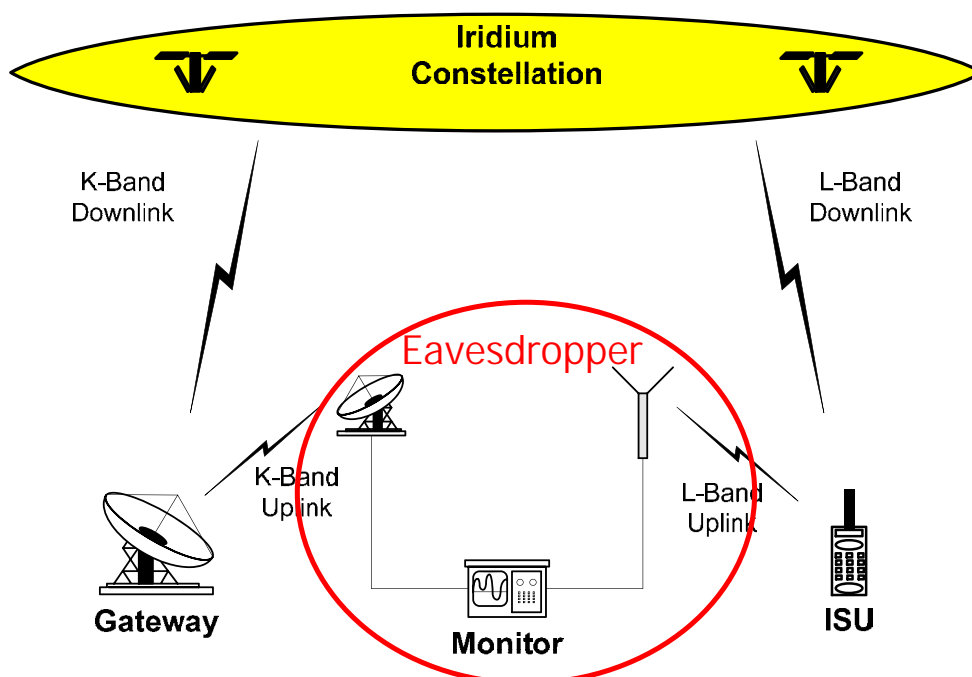 Iridium
Constellation
K-Band
Downlink
L-Band
Downlink
Eavesdropper
K-Band
Uplink
L-Band
Uplink
Gateway
Monitor
ISU